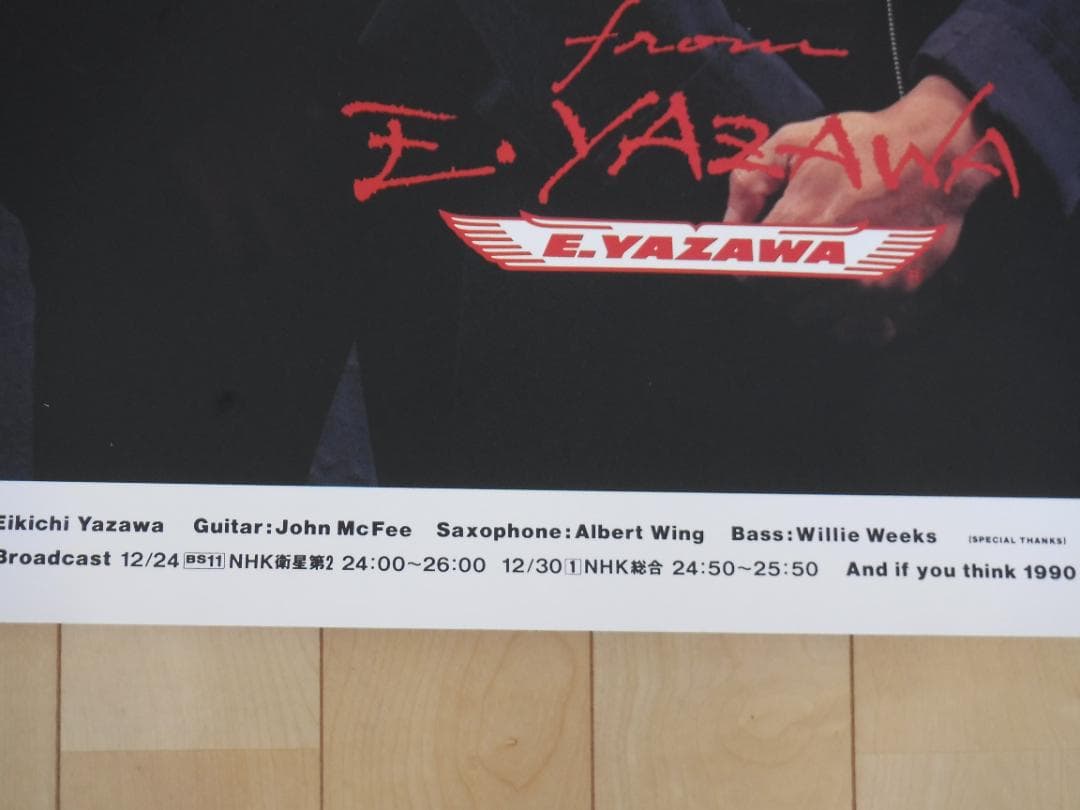 from
E. YAZAWA
E.YAZAWA
Eikichi Yazawa Guitar:John McFee Saxophone:Albert Wing Bass:Willie Weeks (SPECIAL THANKS)
Broadcast 12/24 BS11 NHK衛星第2 24:00~26:00 12/30 1 NHK総合 24:50~25:50 And if you think 1990